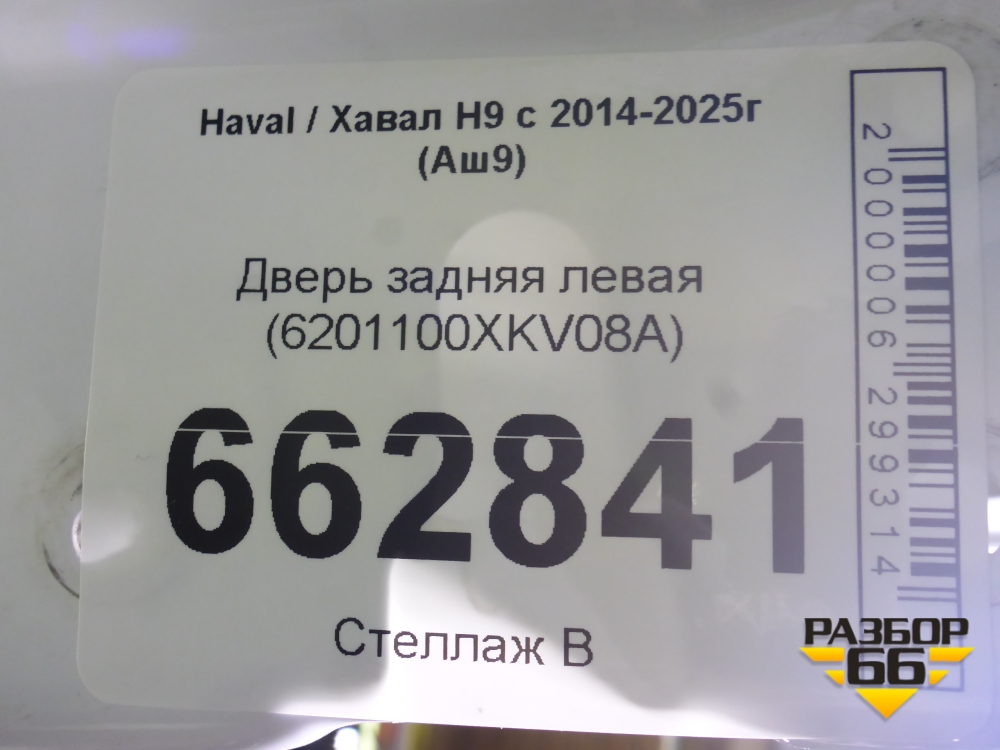 Haval / Хавал H9 с 2014-2025г
(Аш9)
Дверь задняя левая
(6201100XKV08A)
662841
Стеллаж В
2000006299314
РАЗБОР
66